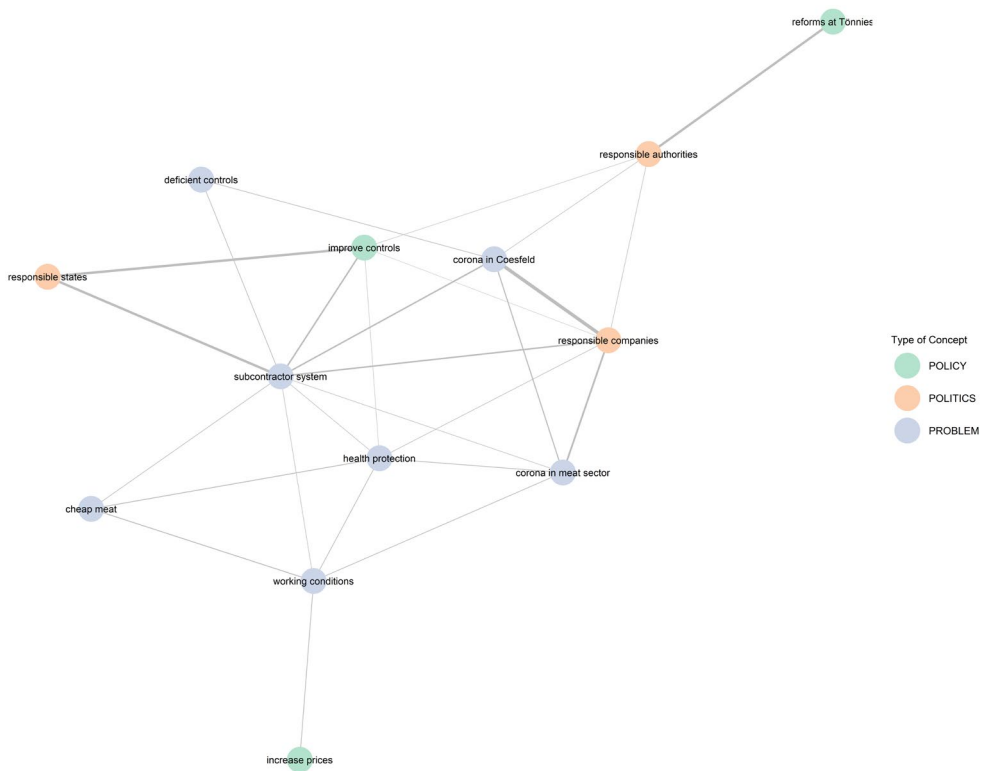 reforms at Tönnies
responsible authorities
deficient controls
improve controls
corona in Coesfeld
responsible states
responsible companies
subcontractor system
health protection
corona in meat sector
cheap meat
working conditions
increase prices
Type of Concept
POLICY
POLITICS
PROBLEM